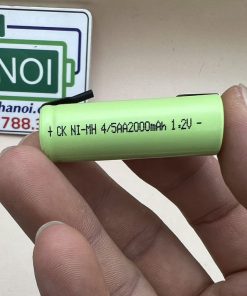 NOI
hanoi.
788.3
+ CK NI-MH 4/5AA2000mAh 1.2V -